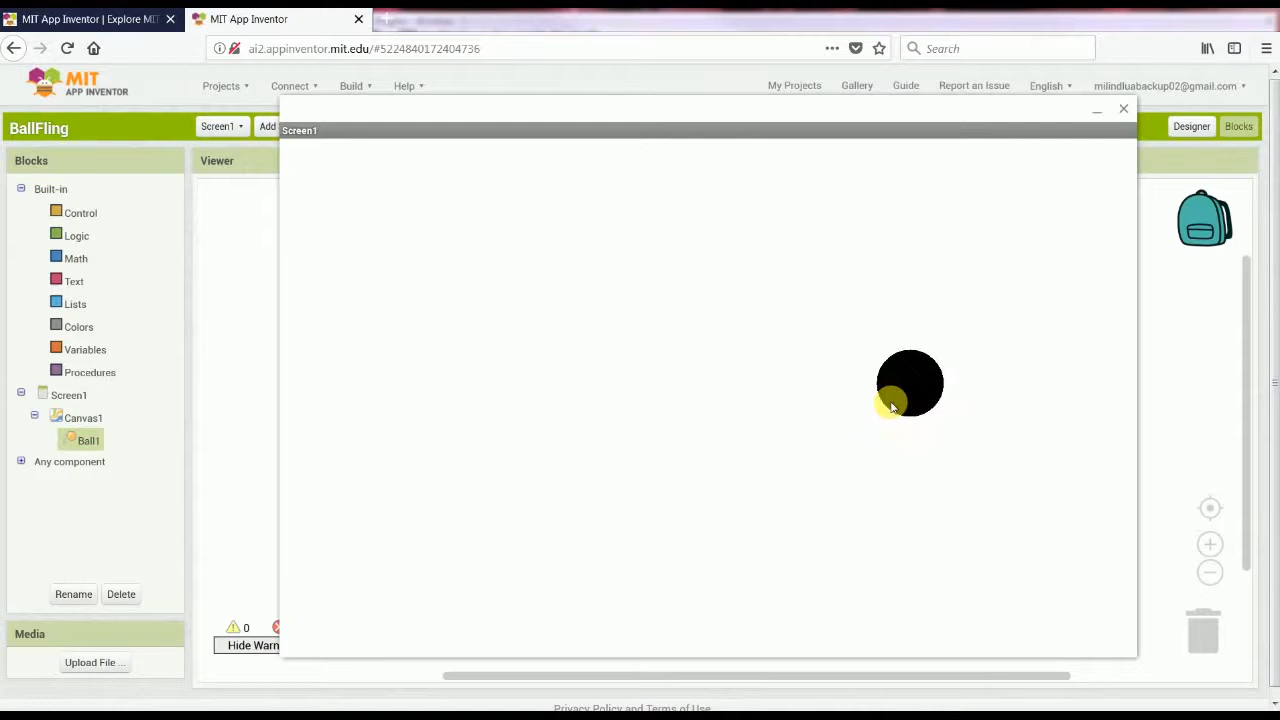 MIT App Inventor | Explore MIT
MIT App Inventor
ai2.appinventor.mit.edu/#5224840172404736
Search
MIT
APP INVENTOR
Projects
Connect
Build
Help
My Projects
Gallery
Guide
Report an Issue
English
milindluabackup02@gmail.com
BallFling
Screen1
Add
Designer
Blocks
Screen1
Blocks
Viewer
Built-in
Control
Logic
Math
Text
Lists
Colors
Variables
Procedures
Screen1
Canvas1
Ball1
Any component
Rename
Delete
0
Hide Warn
Media
Upload File ...
Privacy Policy and Terms of Use